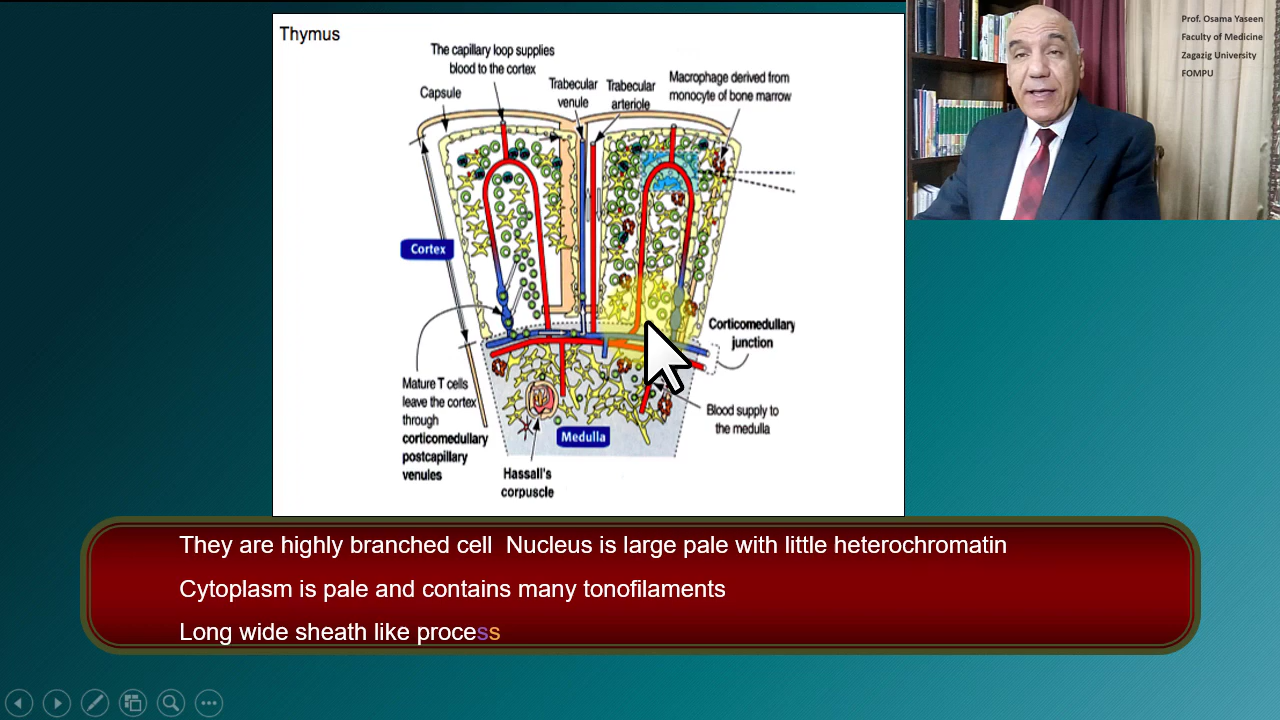 Thymus
The capillary loop supplies
blood to the cortex
Capsule
Trabecular
venule
Trabecular
arteriole
Macrophage derived from
monocyte of bone marrow
Prof. Osama Yaseen
Faculty of Medicine
Zagazig University
FOMPU
Cortex
Corticomedullary
junction
Mature T cells
leave the cortex
through
corticomedullary
postcapillary
venules
Blood supply to
the medulla
Medulla
Hassall's
corpuscle
They are highly branched cell  Nucleus is large pale with little heterochromatin
Cytoplasm is pale and contains many tonofilaments
Long wide sheath like process